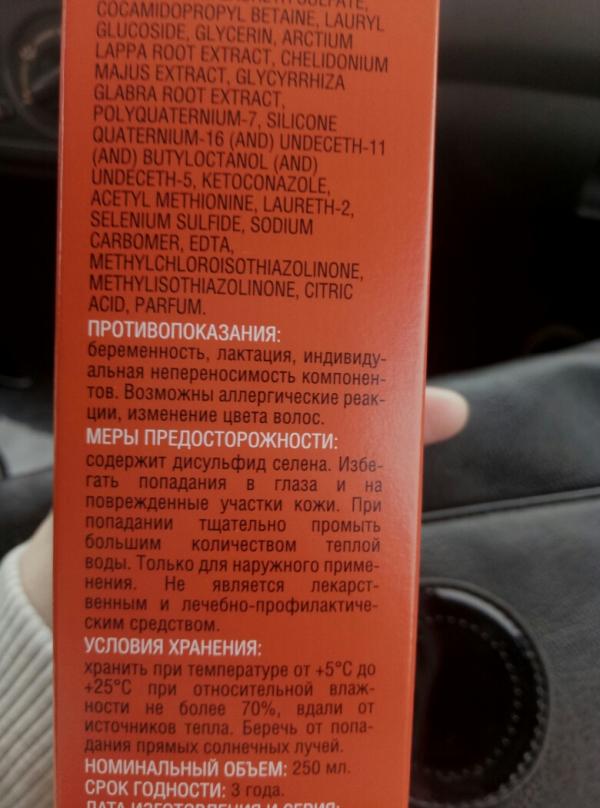 SULFATE,
COCAMIDOPROPYL BETAINE, LAURYL
GLUCOSIDE, GLYCERIN, ARCTIUM
LAPPA ROOT EXTRACT, CHELIDONIUM
MAJUS EXTRACT, GLYCYRRHIZA
GLABRA ROOT EXTRACT,
POLYQUATERNIUM-7, SILICONE
QUATERNIUM-16 (AND) UNDECETH-11
(AND) BUTYLOCTANOL (AND)
UNDECETH-5, KETOCONAZOLE,
ACETYL METHIONINE, LAURETH-2,
SELENIUM SULFIDE, SODIUM
CARBOMER, EDTA,
METHYLCHLOROISOTHIAZOLINONE,
METHYLISOTHIAZOLINONE, CITRIC
ACID, PARFUM.
ПРОТИВОПОКАЗАНИЯ:
беременность, лактация, индивиду-
альная непереносимость компонен-
тов. Возможны аллергические реак-
ции, изменение цвета волос.
МЕРЫ ПРЕДОСТОРОЖНОСТИ:
содержит дисульфид селена. Избе-
гать попадания в глаза и на
поврежденные участки кожи. При
попадании тщательно промыть
большим количеством теплой
воды. Только для наружного приме-
нения. Не является лекарст-
венным и лечебно-профилактиче-
ским средством.
УСЛОВИЯ ХРАНЕНИЯ:
хранить при температуре от +5°C до
+25°C при относительной влаж-
ности не более 70%, вдали от
источников тепла. Беречь от попа-
дания прямых солнечных лучей.
НОМИНАЛЬНЫЙ ОБЪЕМ: 250 мл.
СРОК ГОДНОСТИ: 3 года.
ДАТА ИЗГОТОВЛЕНИЯ И СЕРИЯ: